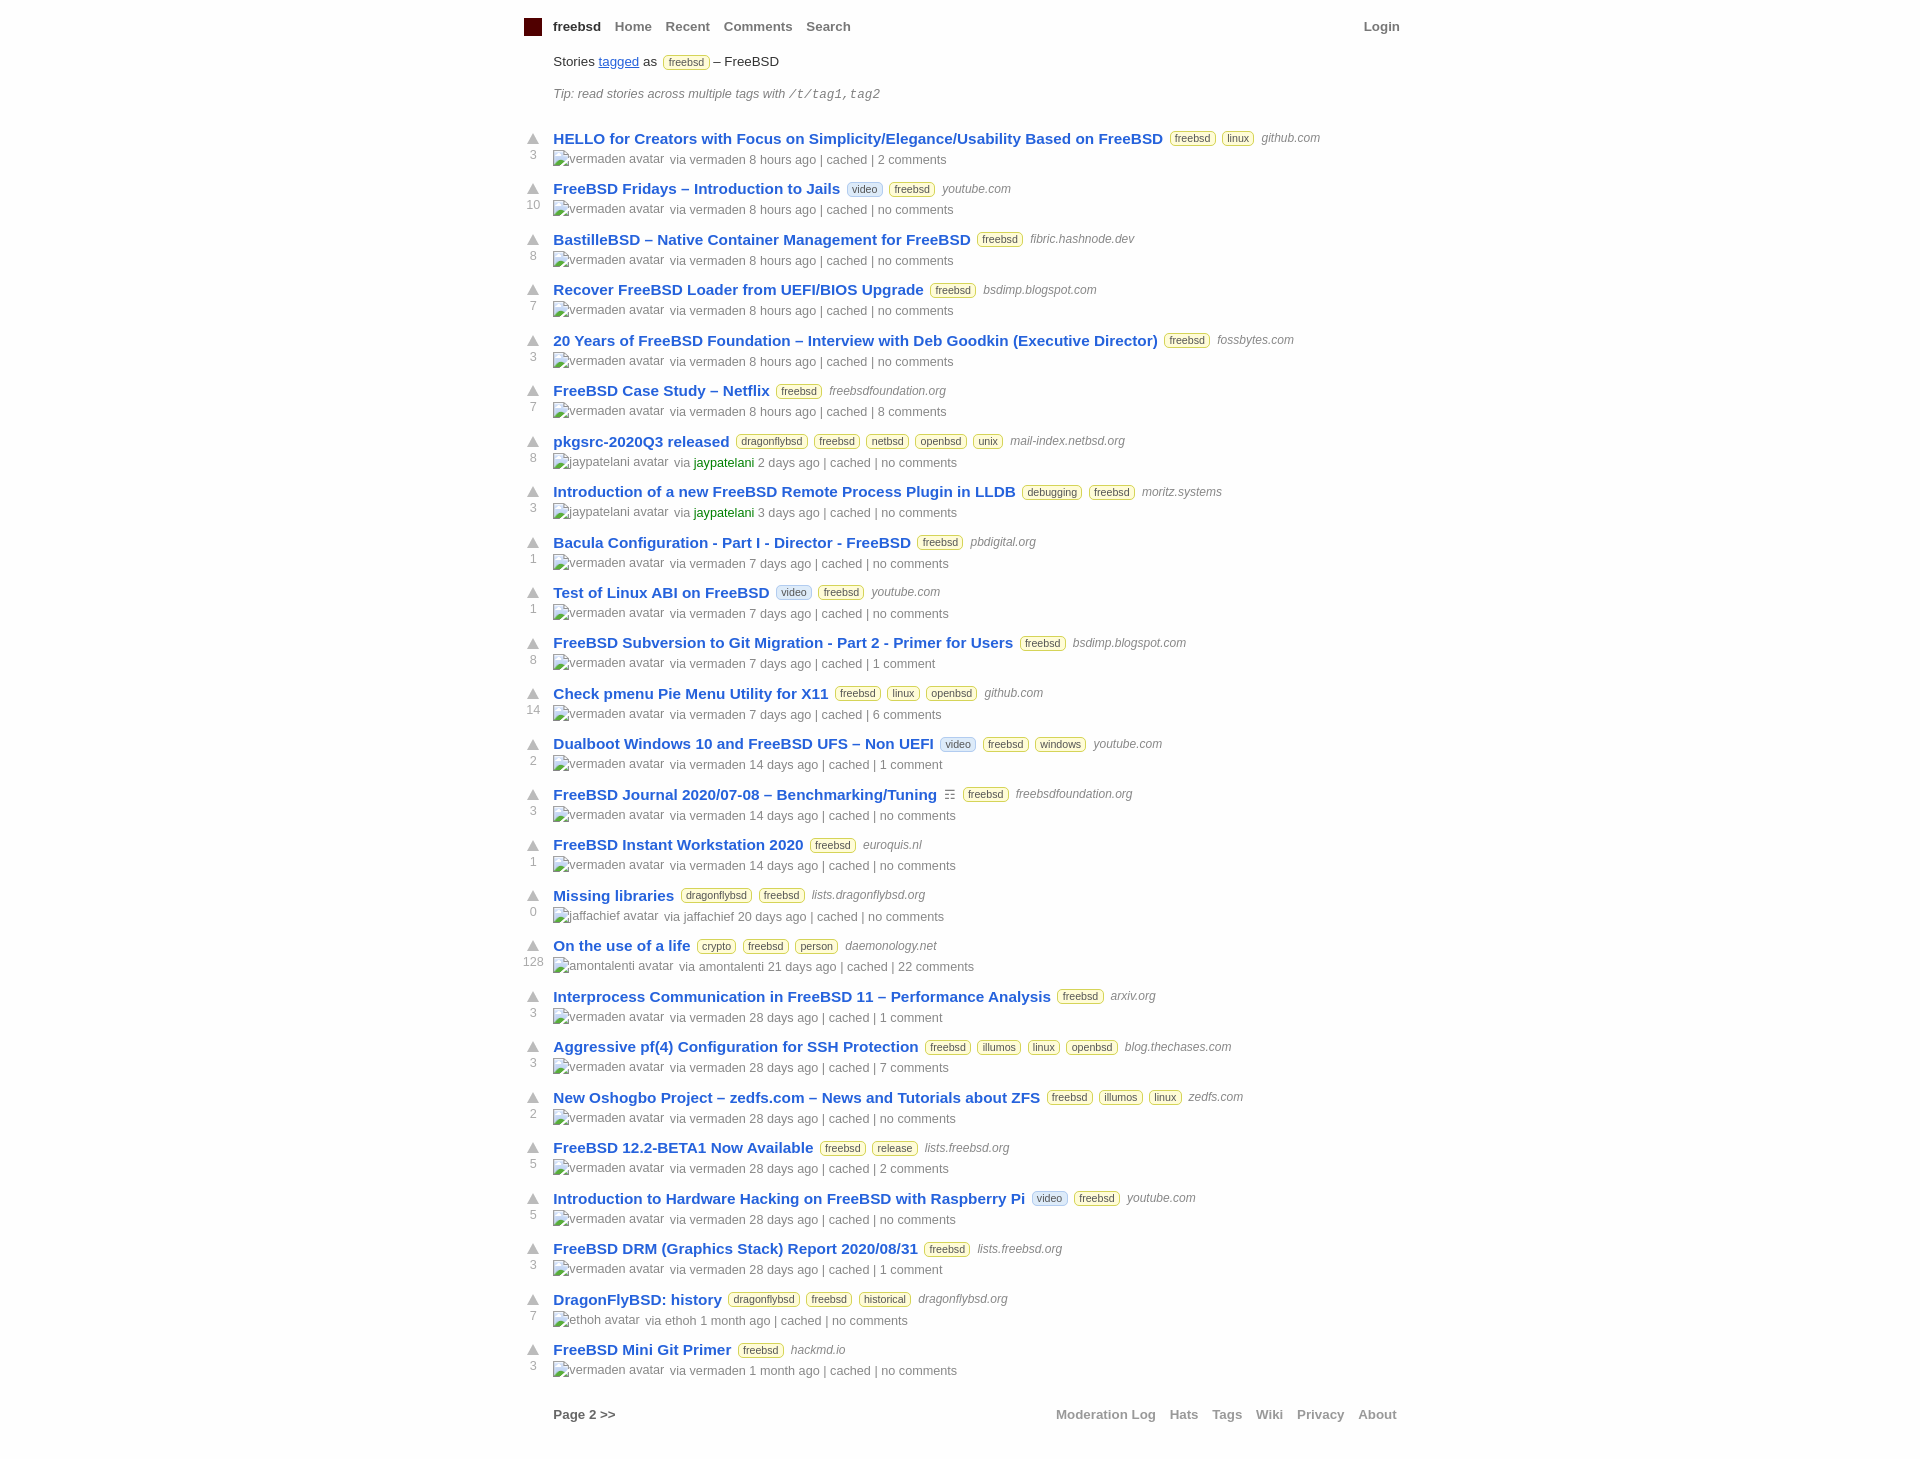 freebsd Home Recent Comments Search Login
Stories tagged as freebsd – FreeBSD
Tip: read stories across multiple tags with /t/tag1,tag2
HELLO for Creators with Focus on Simplicity/Elegance/Usability Based on FreeBSD freebsd linux github.com
3 vermaden avatar via vermaden 8 hours ago | cached | 2 comments
FreeBSD Fridays – Introduction to Jails video freebsd youtube.com
10 vermaden avatar via vermaden 8 hours ago | cached | no comments
BastilleBSD – Native Container Management for FreeBSD freebsd fibric.hashnode.dev
8 vermaden avatar via vermaden 8 hours ago | cached | no comments
Recover FreeBSD Loader from UEFI/BIOS Upgrade freebsd bsdimp.blogspot.com
7 vermaden avatar via vermaden 8 hours ago | cached | no comments
20 Years of FreeBSD Foundation – Interview with Deb Goodkin (Executive Director) freebsd fossbytes.com
3 vermaden avatar via vermaden 8 hours ago | cached | no comments
FreeBSD Case Study – Netflix freebsd freebsdfoundation.org
7 vermaden avatar via vermaden 8 hours ago | cached | 8 comments
pkgsrc-2020Q3 released dragonflybsd freebsd netbsd openbsd unix mail-index.netbsd.org
8 jaypatelani avatar via jaypatelani 2 days ago | cached | no comments
Introduction of a new FreeBSD Remote Process Plugin in LLDB debugging freebsd moritz.systems
3 jaypatelani avatar via jaypatelani 3 days ago | cached | no comments
Bacula Configuration - Part I - Director - FreeBSD freebsd pbdigital.org
1 vermaden avatar via vermaden 7 days ago | cached | no comments
Test of Linux ABI on FreeBSD video freebsd youtube.com
1 vermaden avatar via vermaden 7 days ago | cached | no comments
FreeBSD Subversion to Git Migration - Part 2 - Primer for Users freebsd bsdimp.blogspot.com
8 vermaden avatar via vermaden 7 days ago | cached | 1 comment
Check pmenu Pie Menu Utility for X11 freebsd linux openbsd github.com
14 vermaden avatar via vermaden 7 days ago | cached | 6 comments
Dualboot Windows 10 and FreeBSD UFS – Non UEFI video freebsd windows youtube.com
2 vermaden avatar via vermaden 14 days ago | cached | 1 comment
FreeBSD Journal 2020/07-08 – Benchmarking/Tuning ☶ freebsd freebsdfoundation.org
3 vermaden avatar via vermaden 14 days ago | cached | no comments
FreeBSD Instant Workstation 2020 freebsd euroquis.nl
1 vermaden avatar via vermaden 14 days ago | cached | no comments
Missing libraries dragonflybsd freebsd lists.dragonflybsd.org
0 jaffachief avatar via jaffachief 20 days ago | cached | no comments
On the use of a life crypto freebsd person daemonology.net
128 amontalenti avatar via amontalenti 21 days ago | cached | 22 comments
Interprocess Communication in FreeBSD 11 – Performance Analysis freebsd arxiv.org
3 vermaden avatar via vermaden 28 days ago | cached | 1 comment
Aggressive pf(4) Configuration for SSH Protection freebsd illumos linux openbsd blog.thechases.com
3 vermaden avatar via vermaden 28 days ago | cached | 7 comments
New Oshogbo Project – zedfs.com – News and Tutorials about ZFS freebsd illumos linux zedfs.com
2 vermaden avatar via vermaden 28 days ago | cached | no comments
FreeBSD 12.2-BETA1 Now Available freebsd release lists.freebsd.org
5 vermaden avatar via vermaden 28 days ago | cached | 2 comments
Introduction to Hardware Hacking on FreeBSD with Raspberry Pi video freebsd youtube.com
5 vermaden avatar via vermaden 28 days ago | cached | no comments
FreeBSD DRM (Graphics Stack) Report 2020/08/31 freebsd lists.freebsd.org
3 vermaden avatar via vermaden 28 days ago | cached | 1 comment
DragonFlyBSD: history dragonflybsd freebsd historical dragonflybsd.org
7 ethoh avatar via ethoh 1 month ago | cached | no comments
FreeBSD Mini Git Primer freebsd hackmd.io
3 vermaden avatar via vermaden 1 month ago | cached | no comments
Page 2 >> Moderation Log Hats Tags Wiki Privacy About